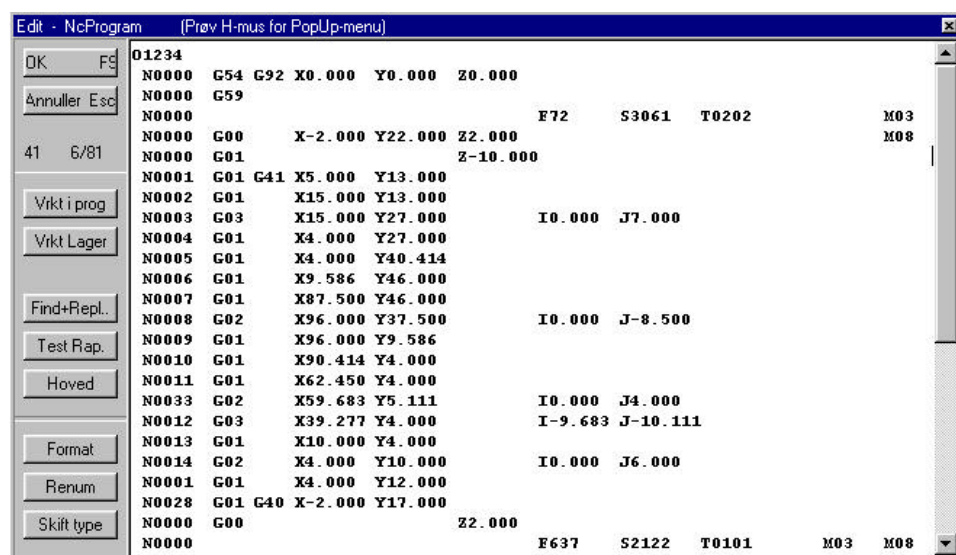 Edit - NcProgram (Prøv H-mus for PopUp-menu)
OK F9
Annuller Esc
41 6/81
Vrkt i prog
Vrkt Lager
Find+Repl..
Test Rap.
Hoved
Format
Renum
Skift type
O1234
N0000 G54 G92 X0.000 Y0.000 Z0.000
N0000 G59
N0000 F72 S3061 T0202 M03
N0000 G00 X-2.000 Y22.000 Z2.000 M08
N0000 G01 Z-10.000
N0001 G01 G41 X5.000 Y13.000
N0002 G01 X15.000 Y13.000
N0003 G03 X15.000 Y27.000 I0.000 J7.000
N0004 G01 X4.000 Y27.000
N0005 G01 X4.000 Y40.414
N0006 G01 X9.586 Y46.000
N0007 G01 X87.500 Y46.000
N0008 G02 X96.000 Y37.500 I0.000 J-8.500
N0009 G01 X96.000 Y9.586
N0010 G01 X90.414 Y4.000
N0011 G01 X62.450 Y4.000
N0033 G02 X59.683 Y5.111 I0.000 J4.000
N0012 G03 X39.277 Y4.000 I-9.683 J-10.111
N0013 G01 X10.000 Y4.000
N0014 G02 X4.000 Y10.000 I0.000 J6.000
N0001 G01 X4.000 Y12.000
N0028 G01 G40 X-2.000 Y17.000
N0000 G00 Z2.000
N0000 F637 S2122 T0101 M03 M08